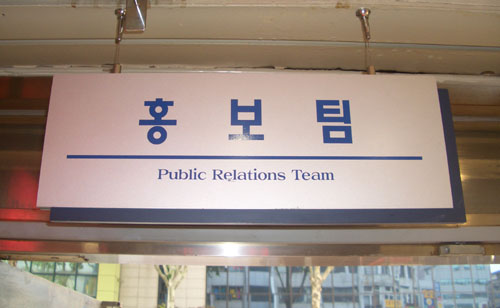 홍 보 팀
Public Relations Team